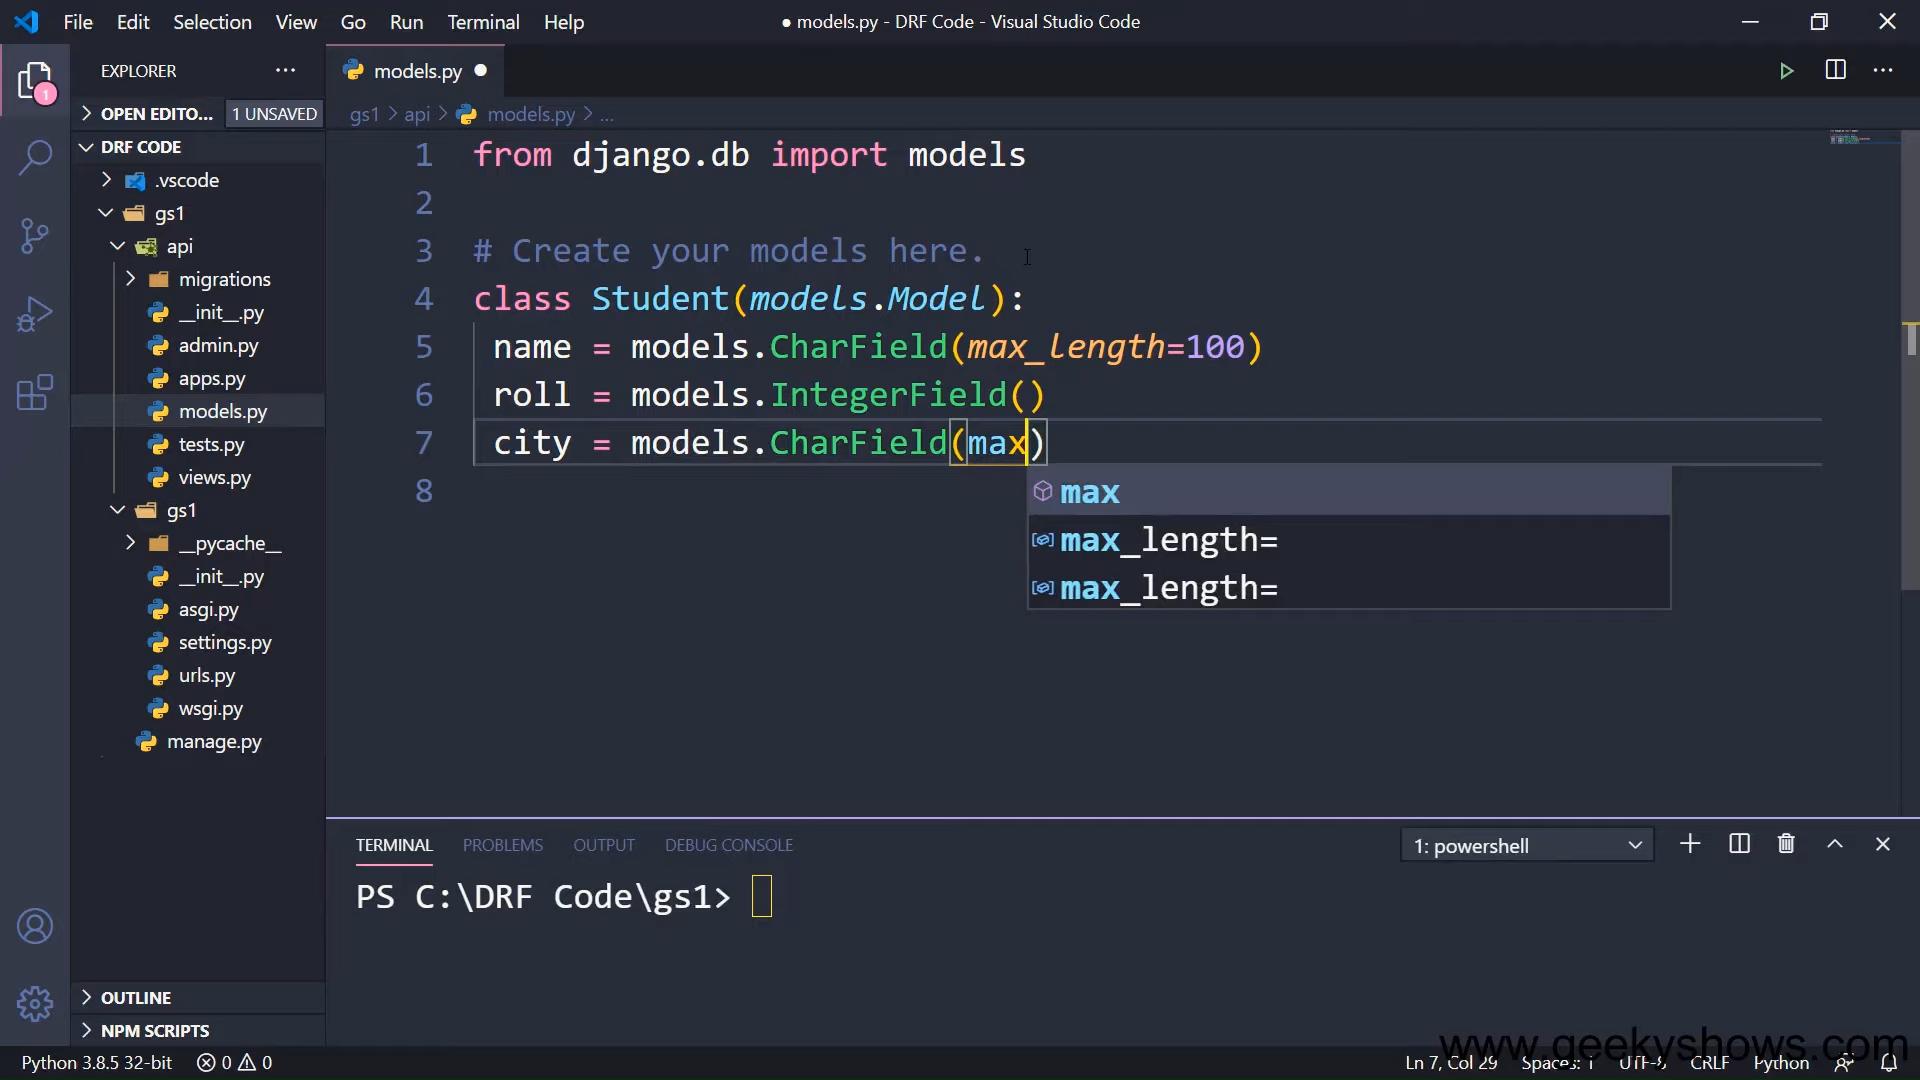 File Edit Selection View Go Run Terminal Help
● models.py - DRF Code - Visual Studio Code
EXPLORER ...
models.py ●
1
OPEN EDITO... 1 UNSAVED
gs1 > api > models.py > ...
DRF CODE
.vscode
gs1
api
migrations
__init__.py
admin.py
apps.py
models.py
tests.py
views.py
gs1
__pycache__
__init__.py
asgi.py
settings.py
urls.py
wsgi.py
manage.py
OUTLINE
NPM SCRIPTS
1 from django.db import models
2
3 # Create your models here.
4 class Student(models.Model):
5 name = models.CharField(max_length=100)
6 roll = models.IntegerField()
7 city = models.CharField(max)
8
max
max_length=
max_length=
TERMINAL PROBLEMS OUTPUT DEBUG CONSOLE
1: powershell
PS C:\DRF Code\gs1>
www.geekyshows.com
Python 3.8.5 32-bit 0 0 Ln 7, Col 29 Spaces: 1 UTF-8 CRLF Python